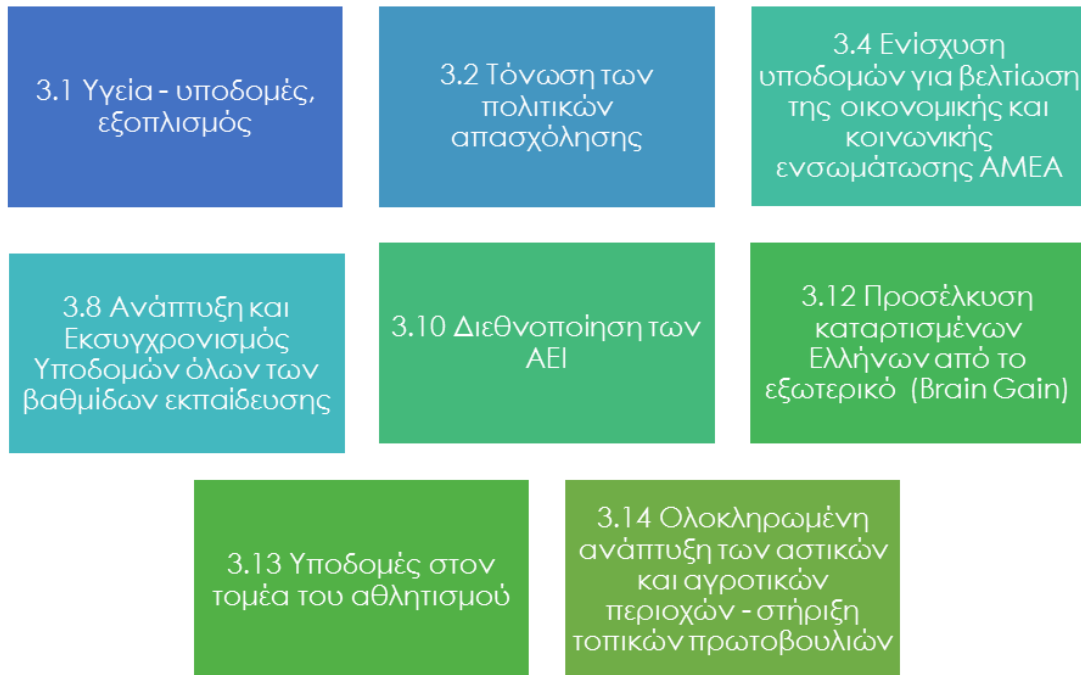 3.1 Υγεία - υποδομές,
εξοπλισμός
3.2 Τόνωση των
πολιτικών
απασχόλησης
3.4 Ενίσχυση
υποδομών για βελτίωση
της οικονομικής και
κοινωνικής
ενσωμάτωσης ΑΜΕΑ
3.8 Ανάπτυξη και
Εκσυγχρονισμός
Υποδομών όλων των
βαθμίδων εκπαίδευσης
3.10 Διεθνοποίηση των
ΑΕΙ
3.12 Προσέλκυση
καταρτισμένων
Ελλήνων από το
εξωτερικό (Brain Gain)
3.13 Υποδομές στον
τομέα του αθλητισμού
3.14 Ολοκληρωμένη
ανάπτυξη των αστικών
και αγροτικών
περιοχών - στήριξη
τοπικών πρωτοβουλιών